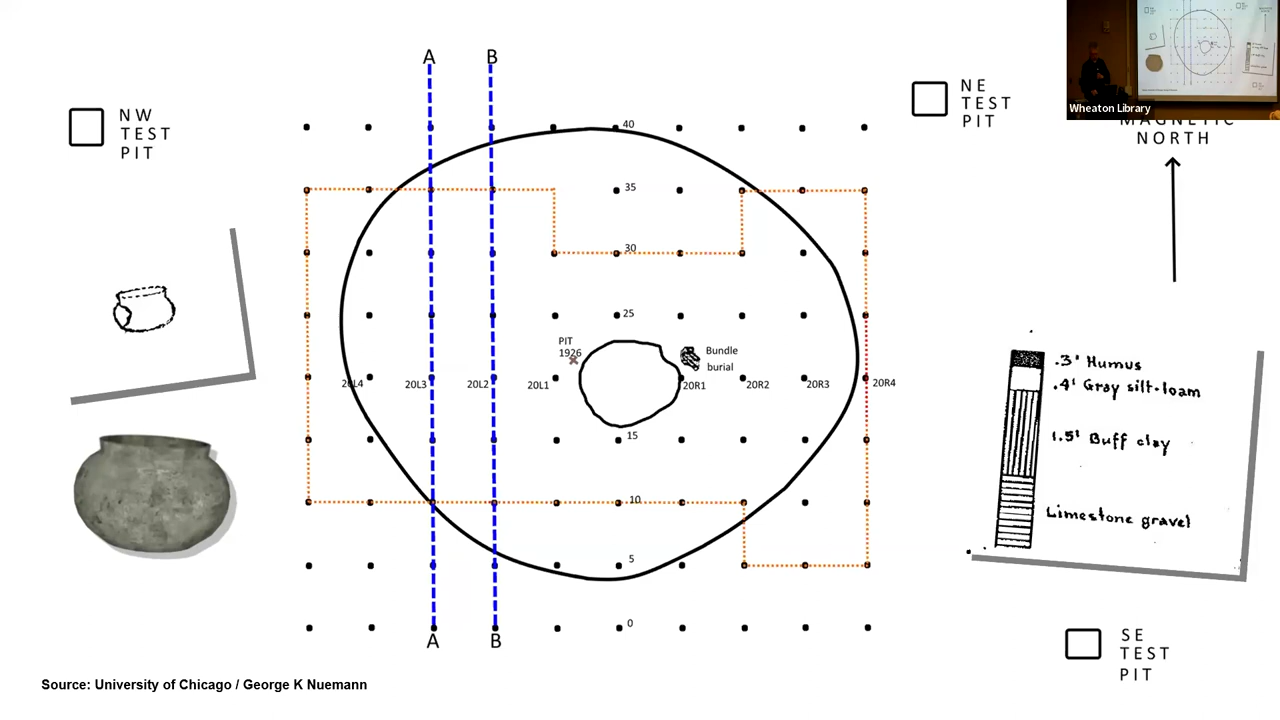 A
B
NW
TEST
PIT
NE
TEST
PIT
Wheaton Library
MAGNETIC
NORTH
40
35
30
25
PIT
1926
Bundle
burial
20L4
20L3
20L2
20L1
20R1
20R2
20R3
20R4
15
10
5
0
A
B
.3' Humus
.4' Gray silt-loam
1.5' Buff clay
Limestone gravel
SE
TEST
PIT
Source: University of Chicago / George K Nuemann